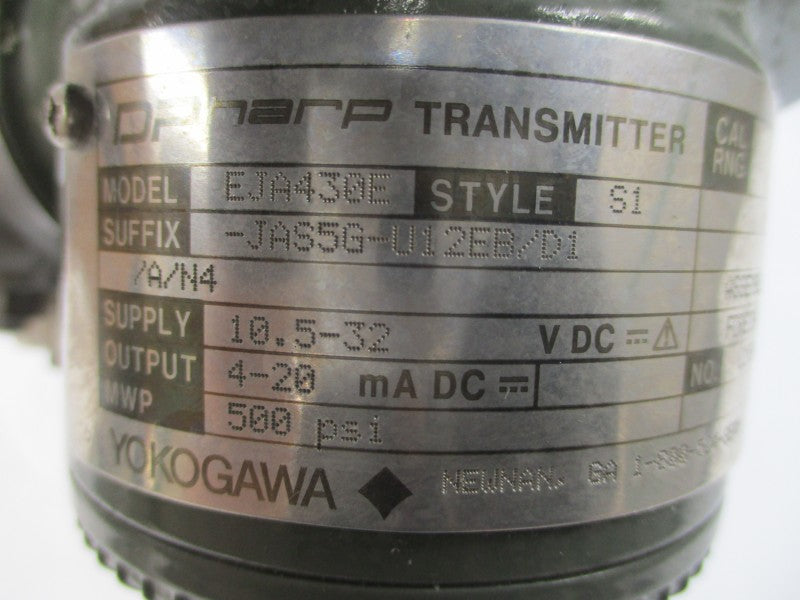 DPharp TRANSMITTER CAL RNG
MODEL EJA430E STYLE S1
SUFFIX -JAS5G-U12EB/D1
/A/N4
SUPPLY 10.5-32 V DC
OUTPUT 4-20 mA DC
NO.
MWP 500 psi
YOKOGAWA NEWNAN, GA